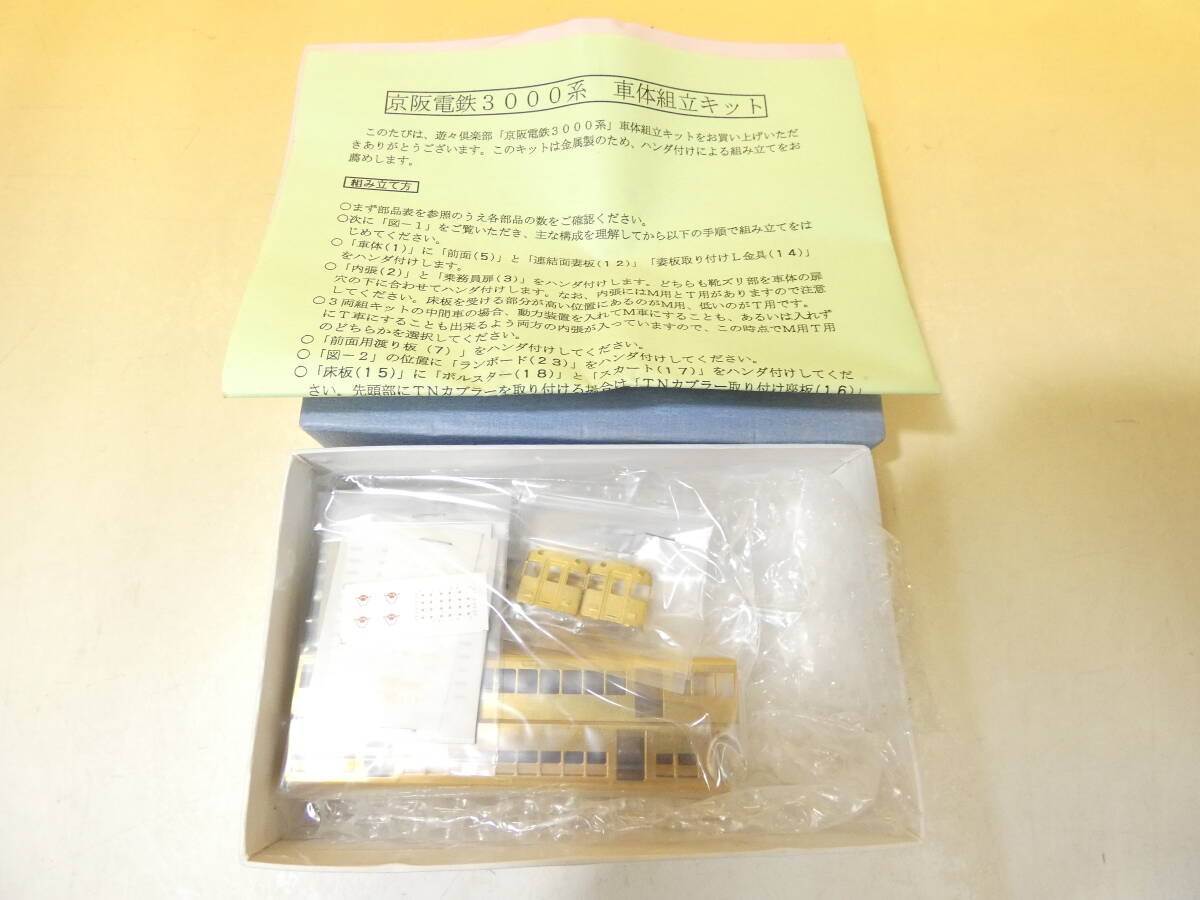 京阪電鉄３０００系　車体組立キット
このたびは、遊々倶楽部「京阪電鉄３０００系」車体組立キットをお買い上げいただ
きありがとうございます。このキットは金属製のため、ハンダ付けによる組み立てをお
薦めします。
組み立て方
○まず部品表を参照のうえ各部品の数をご確認ください。
○次に「図－１」をご覧いただき、主な構成を理解してから以下の手順で組み立てをは
じめてください。
○「車体(１)」に「前面(５)」と「連結面妻板(１２)」「妻板取り付けＬ金具(１４)」
をハンダ付けします。
○「内張(２)」と「乗務員扉(３)」をハンダ付けします。どちらも靴ズリ部を車体の扉
穴の下に合わせてハンダ付けします。なお、内張にはＭ用とＴ用がありますので注意
してください。床板を受ける部分が高い位置にあるのがＭ用、低いのがＴ用です。
○３両組キットの中間車の場合、動力装置を入れてＭ車にすることも、あるいは入れず
にＴ車にすることも出来るよう両方の内張が入っていますので、この時点でＭ用Ｔ用
のどちらかを選択してください。
○「前面用渡り板（７）」をハンダ付けしてください。
○「図－２」の位置に「ランボード(２３)」をハンダ付けしてください。
○「床板(１５)」に「ボルスター(１８)」と「スカート(１７)」をハンダ付けしてくだ
さい。先頭部にＴＮカプラーを取り付ける場合は「ＴＮカプラー取り付け座板(１６)」